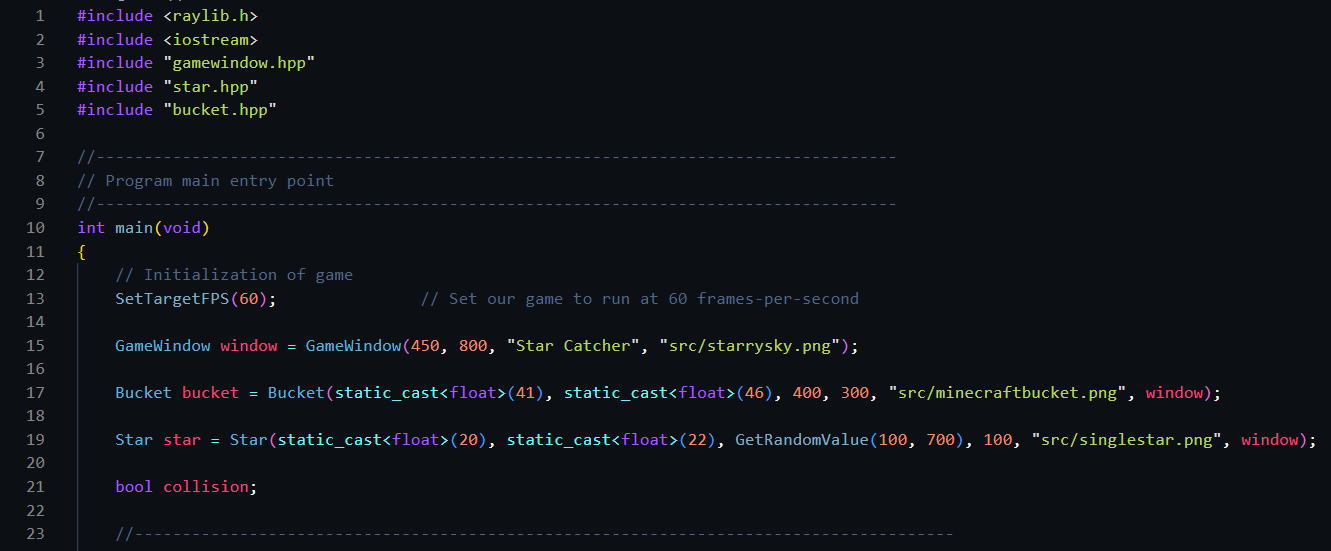 1 #include <raylib.h>
2 #include <iostream>
3 #include "gamewindow.hpp"
4 #include "star.hpp"
5 #include "bucket.hpp"
6
7 //------------------------------------------------------------------------------------
8 // Program main entry point
9 //------------------------------------------------------------------------------------
10 int main(void)
11 {
12 // Initialization of game
13 SetTargetFPS(60); // Set our game to run at 60 frames-per-second
14
15 GameWindow window = GameWindow(450, 800, "Star Catcher", "src/starrysky.png");
16
17 Bucket bucket = Bucket(static_cast<float>(41), static_cast<float>(46), 400, 300, "src/minecraftbucket.png", window);
18
19 Star star = Star(static_cast<float>(20), static_cast<float>(22), GetRandomValue(100, 700), 100, "src/singlestar.png", window);
20
21 bool collision;
22
23 //--------------------------------------------------------------------------------------